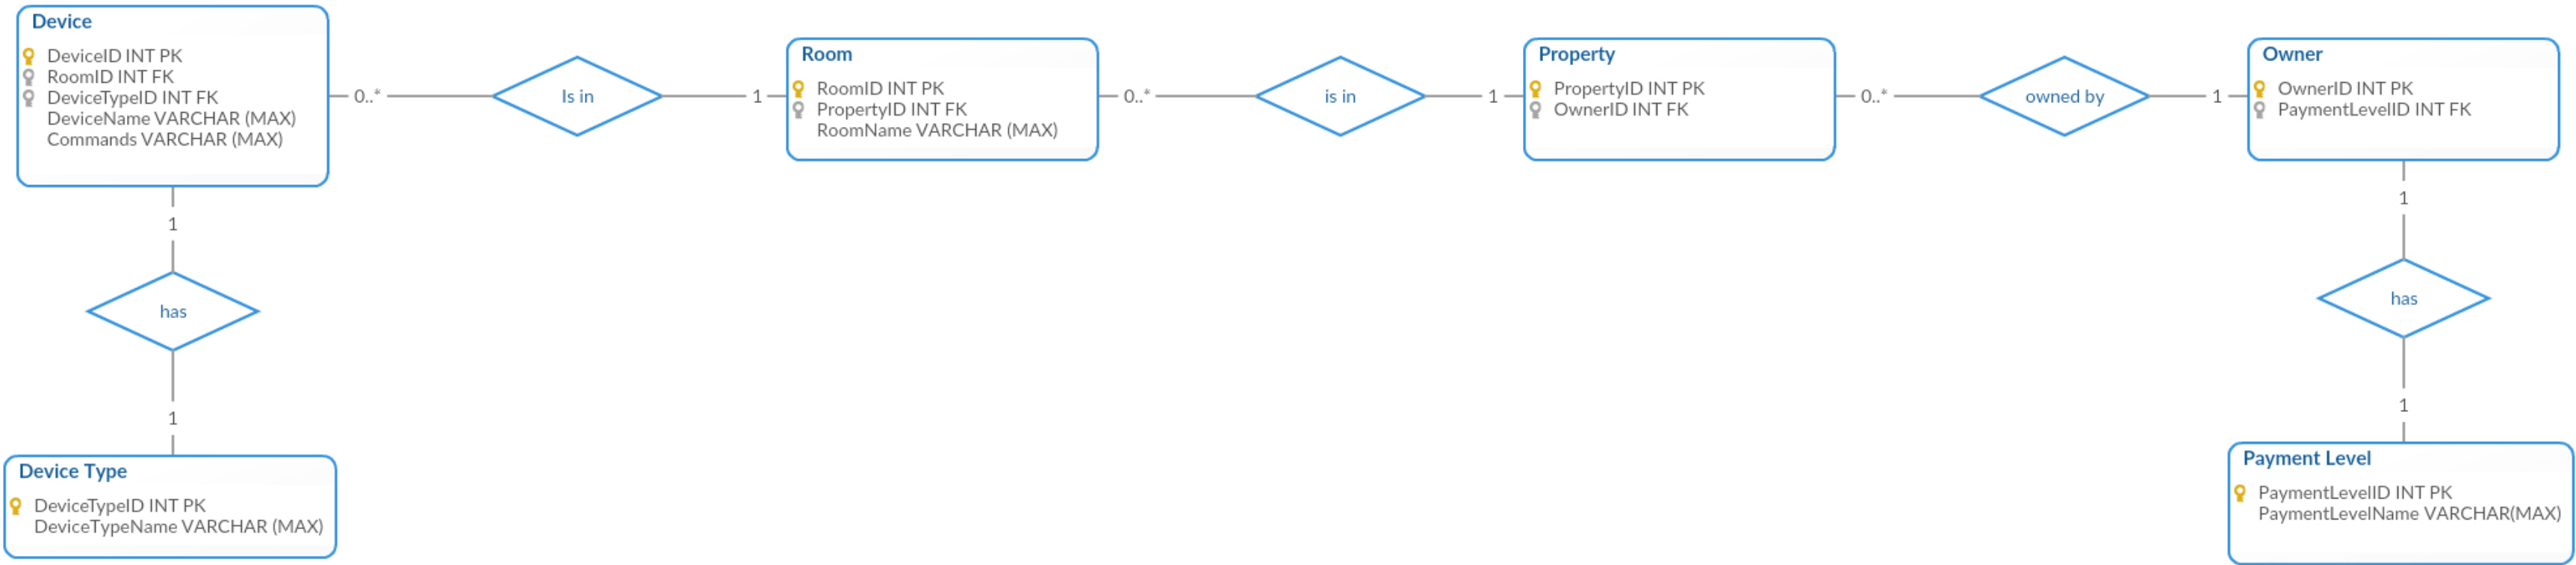 Device
DeviceID INT PK
RoomID INT FK
DeviceTypeID INT FK
DeviceName VARCHAR (MAX)
Commands VARCHAR (MAX)
0..*
Is in
1
Room
RoomID INT PK
PropertyID INT FK
RoomName VARCHAR (MAX)
0..*
is in
1
Property
PropertyID INT PK
OwnerID INT FK
0..*
owned by
1
Owner
OwnerID INT PK
PaymentLevelID INT FK
1
has
1
Device Type
DeviceTypeID INT PK
DeviceTypeName VARCHAR (MAX)
1
has
1
Payment Level
PaymentLevelID INT PK
PaymentLevelName VARCHAR(MAX)